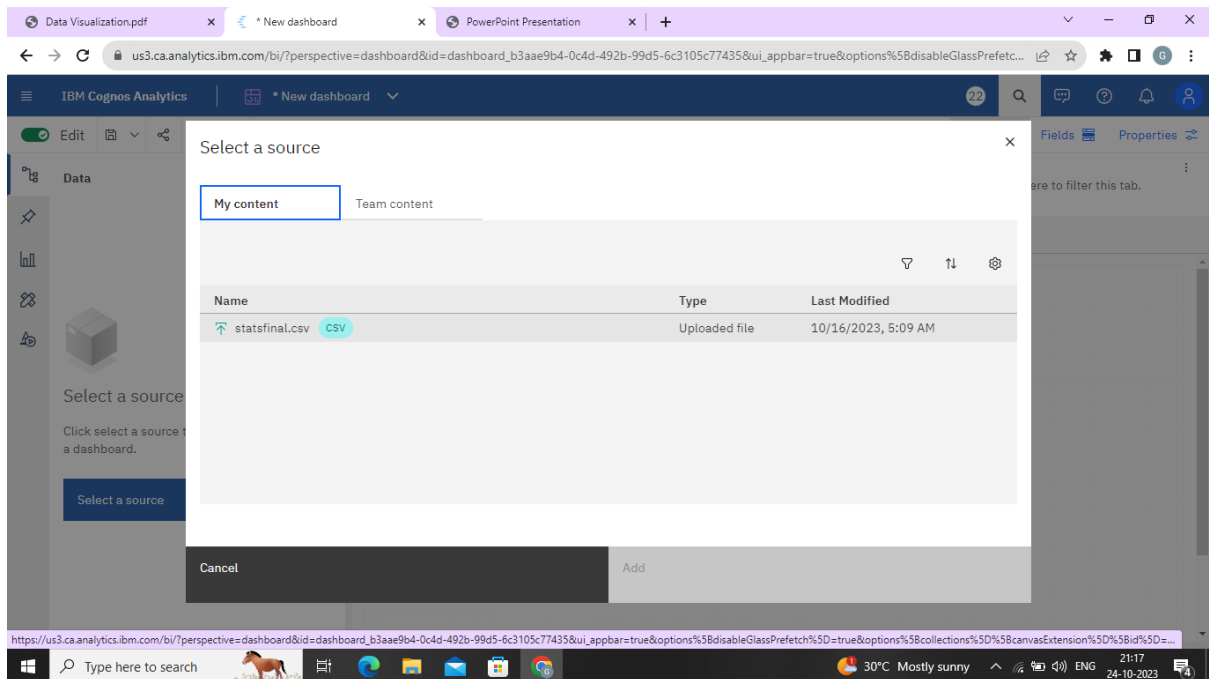 Data Visualization.pdf
* New dashboard
PowerPoint Presentation
us3.ca.analytics.ibm.com/bi/?perspective=dashboard&id=dashboard_b3aae9b4-0c4d-492b-99d5-6c3105c77435&ui_appbar=true&options%5BdisableGlassPrefetc...
G
IBM Cognos Analytics
* New dashboard
22
Edit
Fields
Properties
Select a source
Data
ere to filter this tab.
My content
Team content
Name
Type
Last Modified
statsfinal.csv
CSV
Uploaded file
10/16/2023, 5:09 AM
Select a source
Click select a source t
a dashboard.
Select a source
Cancel
Add
https://us3.ca.analytics.ibm.com/bi/?perspective=dashboard&id=dashboard_b3aae9b4-0c4d-492b-99d5-6c3105c77435&ui_appbar=true&options%5BdisableGlassPrefetch%5D=true&options%5Bcollections%5D%5BcanvasExtension%5D%5Bid%5D=...
Type here to search
30°C Mostly sunny
ENG
21:17
24-10-2023
4